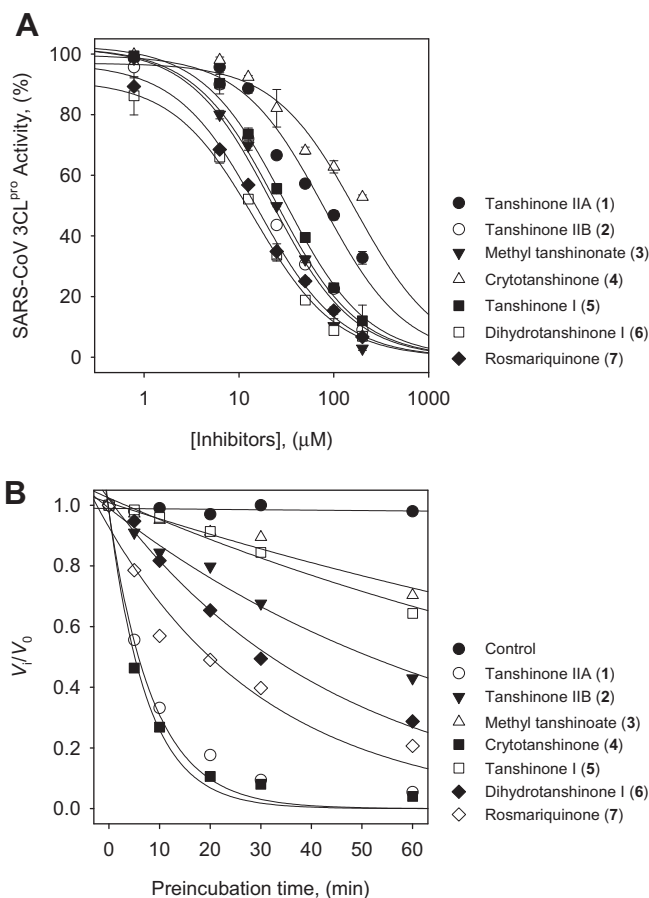 A
SARS-CoV 3CLpro Activity, (%)
100
80
60
40
20
0
1
10
100
1000
[Inhibitors], (μM)
Tanshinone IIA (1)
Tanshinone IIB (2)
Methyl tanshinonate (3)
Crytotanshinone (4)
Tanshinone I (5)
Dihydrotanshinone I (6)
Rosmariquinone (7)
B
Vi/V0
1.0
0.8
0.6
0.4
0.2
0.0
0
10
20
30
40
50
60
Preincubation time, (min)
Control
Tanshinone IIA (1)
Tanshinone IIB (2)
Methyl tanshinoate (3)
Crytotanshinone (4)
Tanshinone I (5)
Dihydrotanshinone I (6)
Rosmariquinone (7)